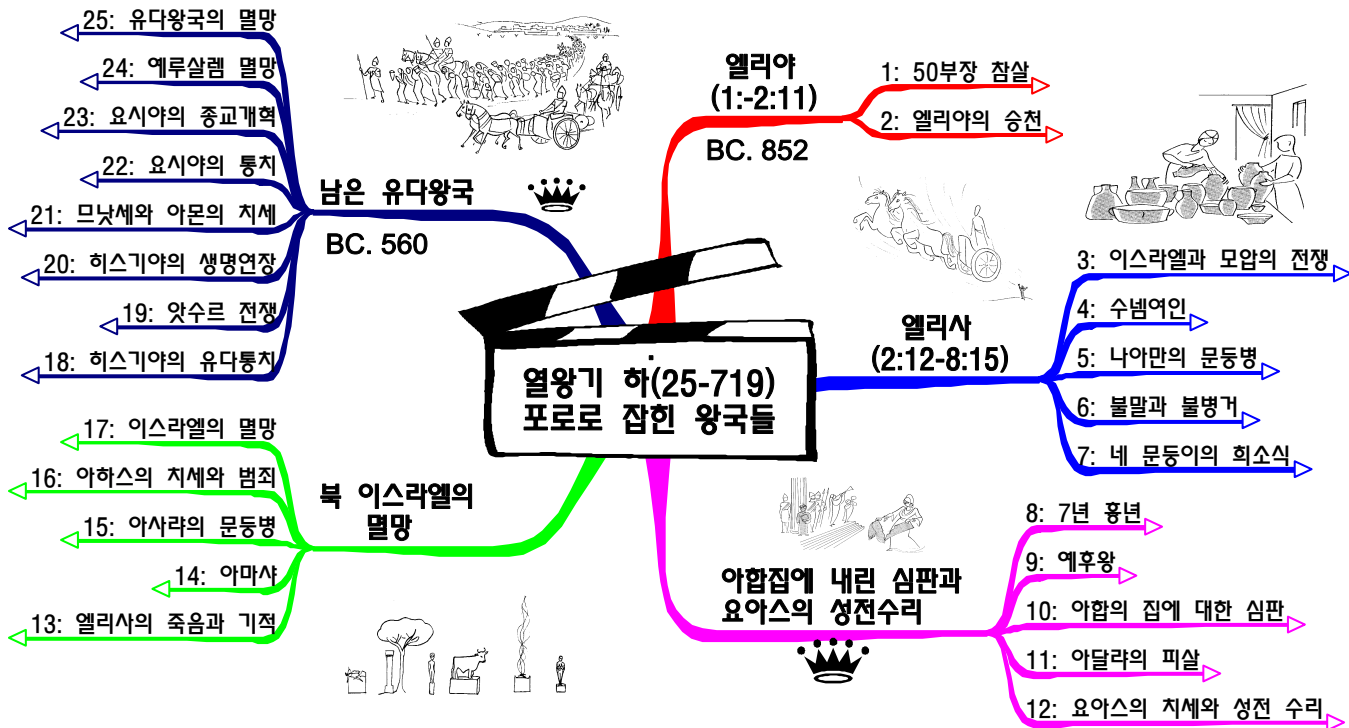 열왕기 하(25-719)
포로로 잡힌 왕국들
엘리야
(1:-2:11)
BC. 852
1: 50부장 참살
2: 엘리야의 승천
엘리사
(2:12-8:15)
3: 이스라엘과 모압의 전쟁
4: 수넴여인
5: 나아만의 문둥병
6: 불말과 불병거
7: 네 문둥이의 희소식
아합집에 내린 심판과
요아스의 성전수리
8: 7년 흉년
9: 예후왕
10: 아합의 집에 대한 심판
11: 아달랴의 피살
12: 요아스의 치세와 성전 수리
북 이스라엘의
멸망
17: 이스라엘의 멸망
16: 아하스의 치세와 범죄
15: 아사랴의 문둥병
14: 아마샤
13: 엘리사의 죽음과 기적
남은 유다왕국
BC. 560
25: 유다왕국의 멸망
24: 예루살렘 멸망
23: 요시야의 종교개혁
22: 요시야의 통치
21: 므낫세와 아몬의 치세
20: 히스기야의 생명연장
19: 앗수르 전쟁
18: 히스기야의 유다통치